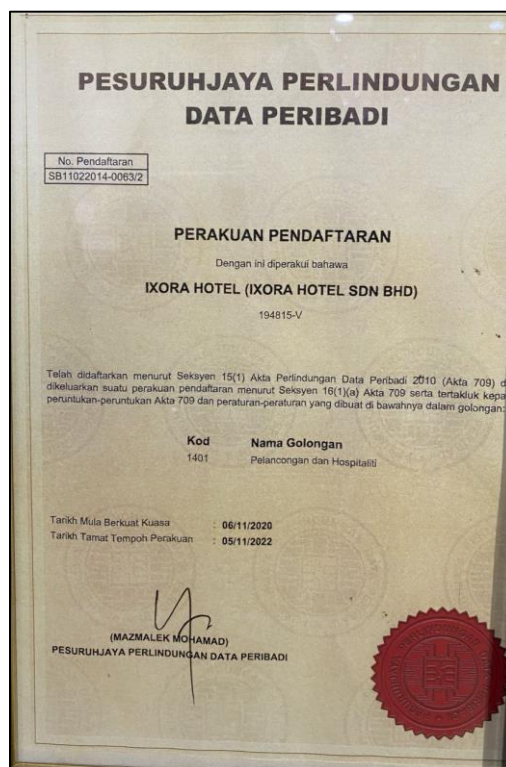 PESURUHJAYA PERLINDUNGAN
DATA PERIBADI
No. Pendaftaran
SB11022014-0063/2
PERAKUAN PENDAFTARAN
Dengan ini diperakui bahawa
IXORA HOTEL (IXORA HOTEL SDN BHD)
194815-V
Telah didaftarkan menurut Seksyen 15(1) Akta Perlindungan Data Peribadi 2010 (Akta 709) d
dikeluarkan suatu perakuan pendaftaran menurut Seksyen 16(1)(a) Akta 709 serta tertakluk kepa
peruntukan-peruntukan Akta 709 dan peraturan-peraturan yang dibuat di bawahnya dalam golongan:
Kod Nama Golongan
1401 Pelancongan dan Hospitaliti
Tarikh Mula Berkuat Kuasa : 06/11/2020
Tarikh Tamat Tempoh Perakuan : 05/11/2022
(MAZMALEK MOHAMAD)
PESURUHJAYA PERLINDUNGAN DATA PERIBADI